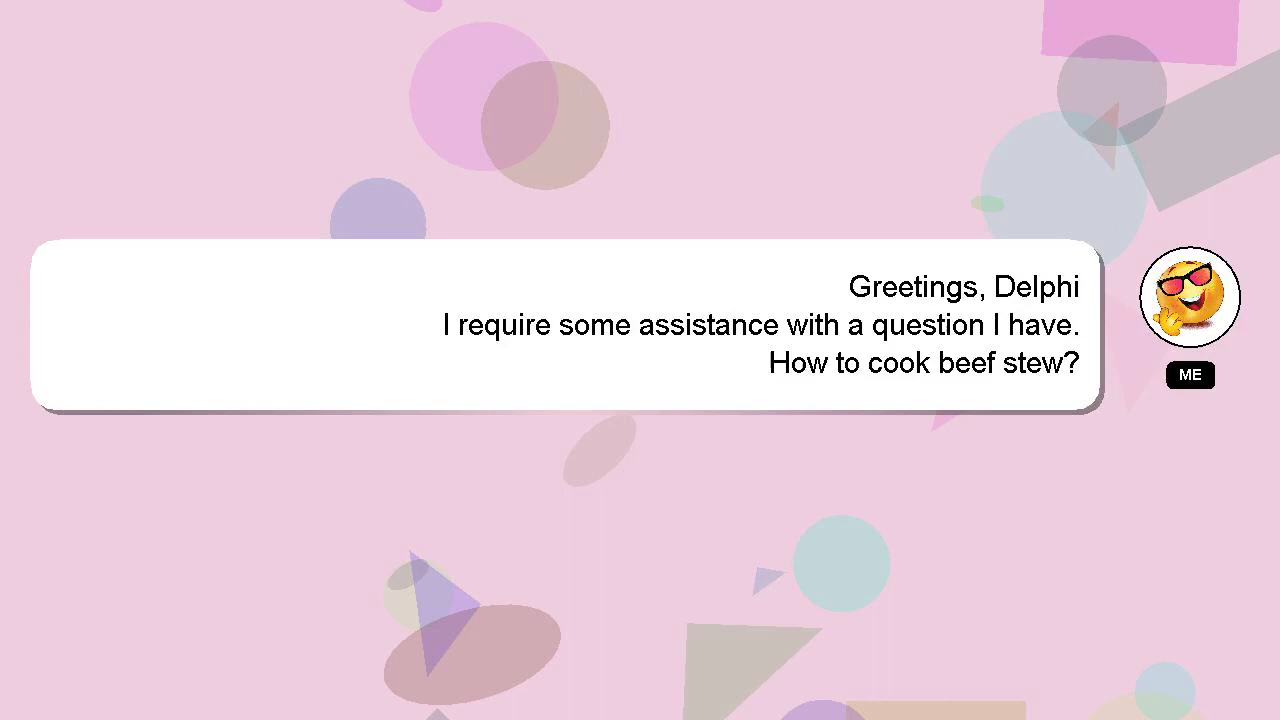 Greetings, Delphi
I require some assistance with a question I have.
How to cook beef stew?
ME